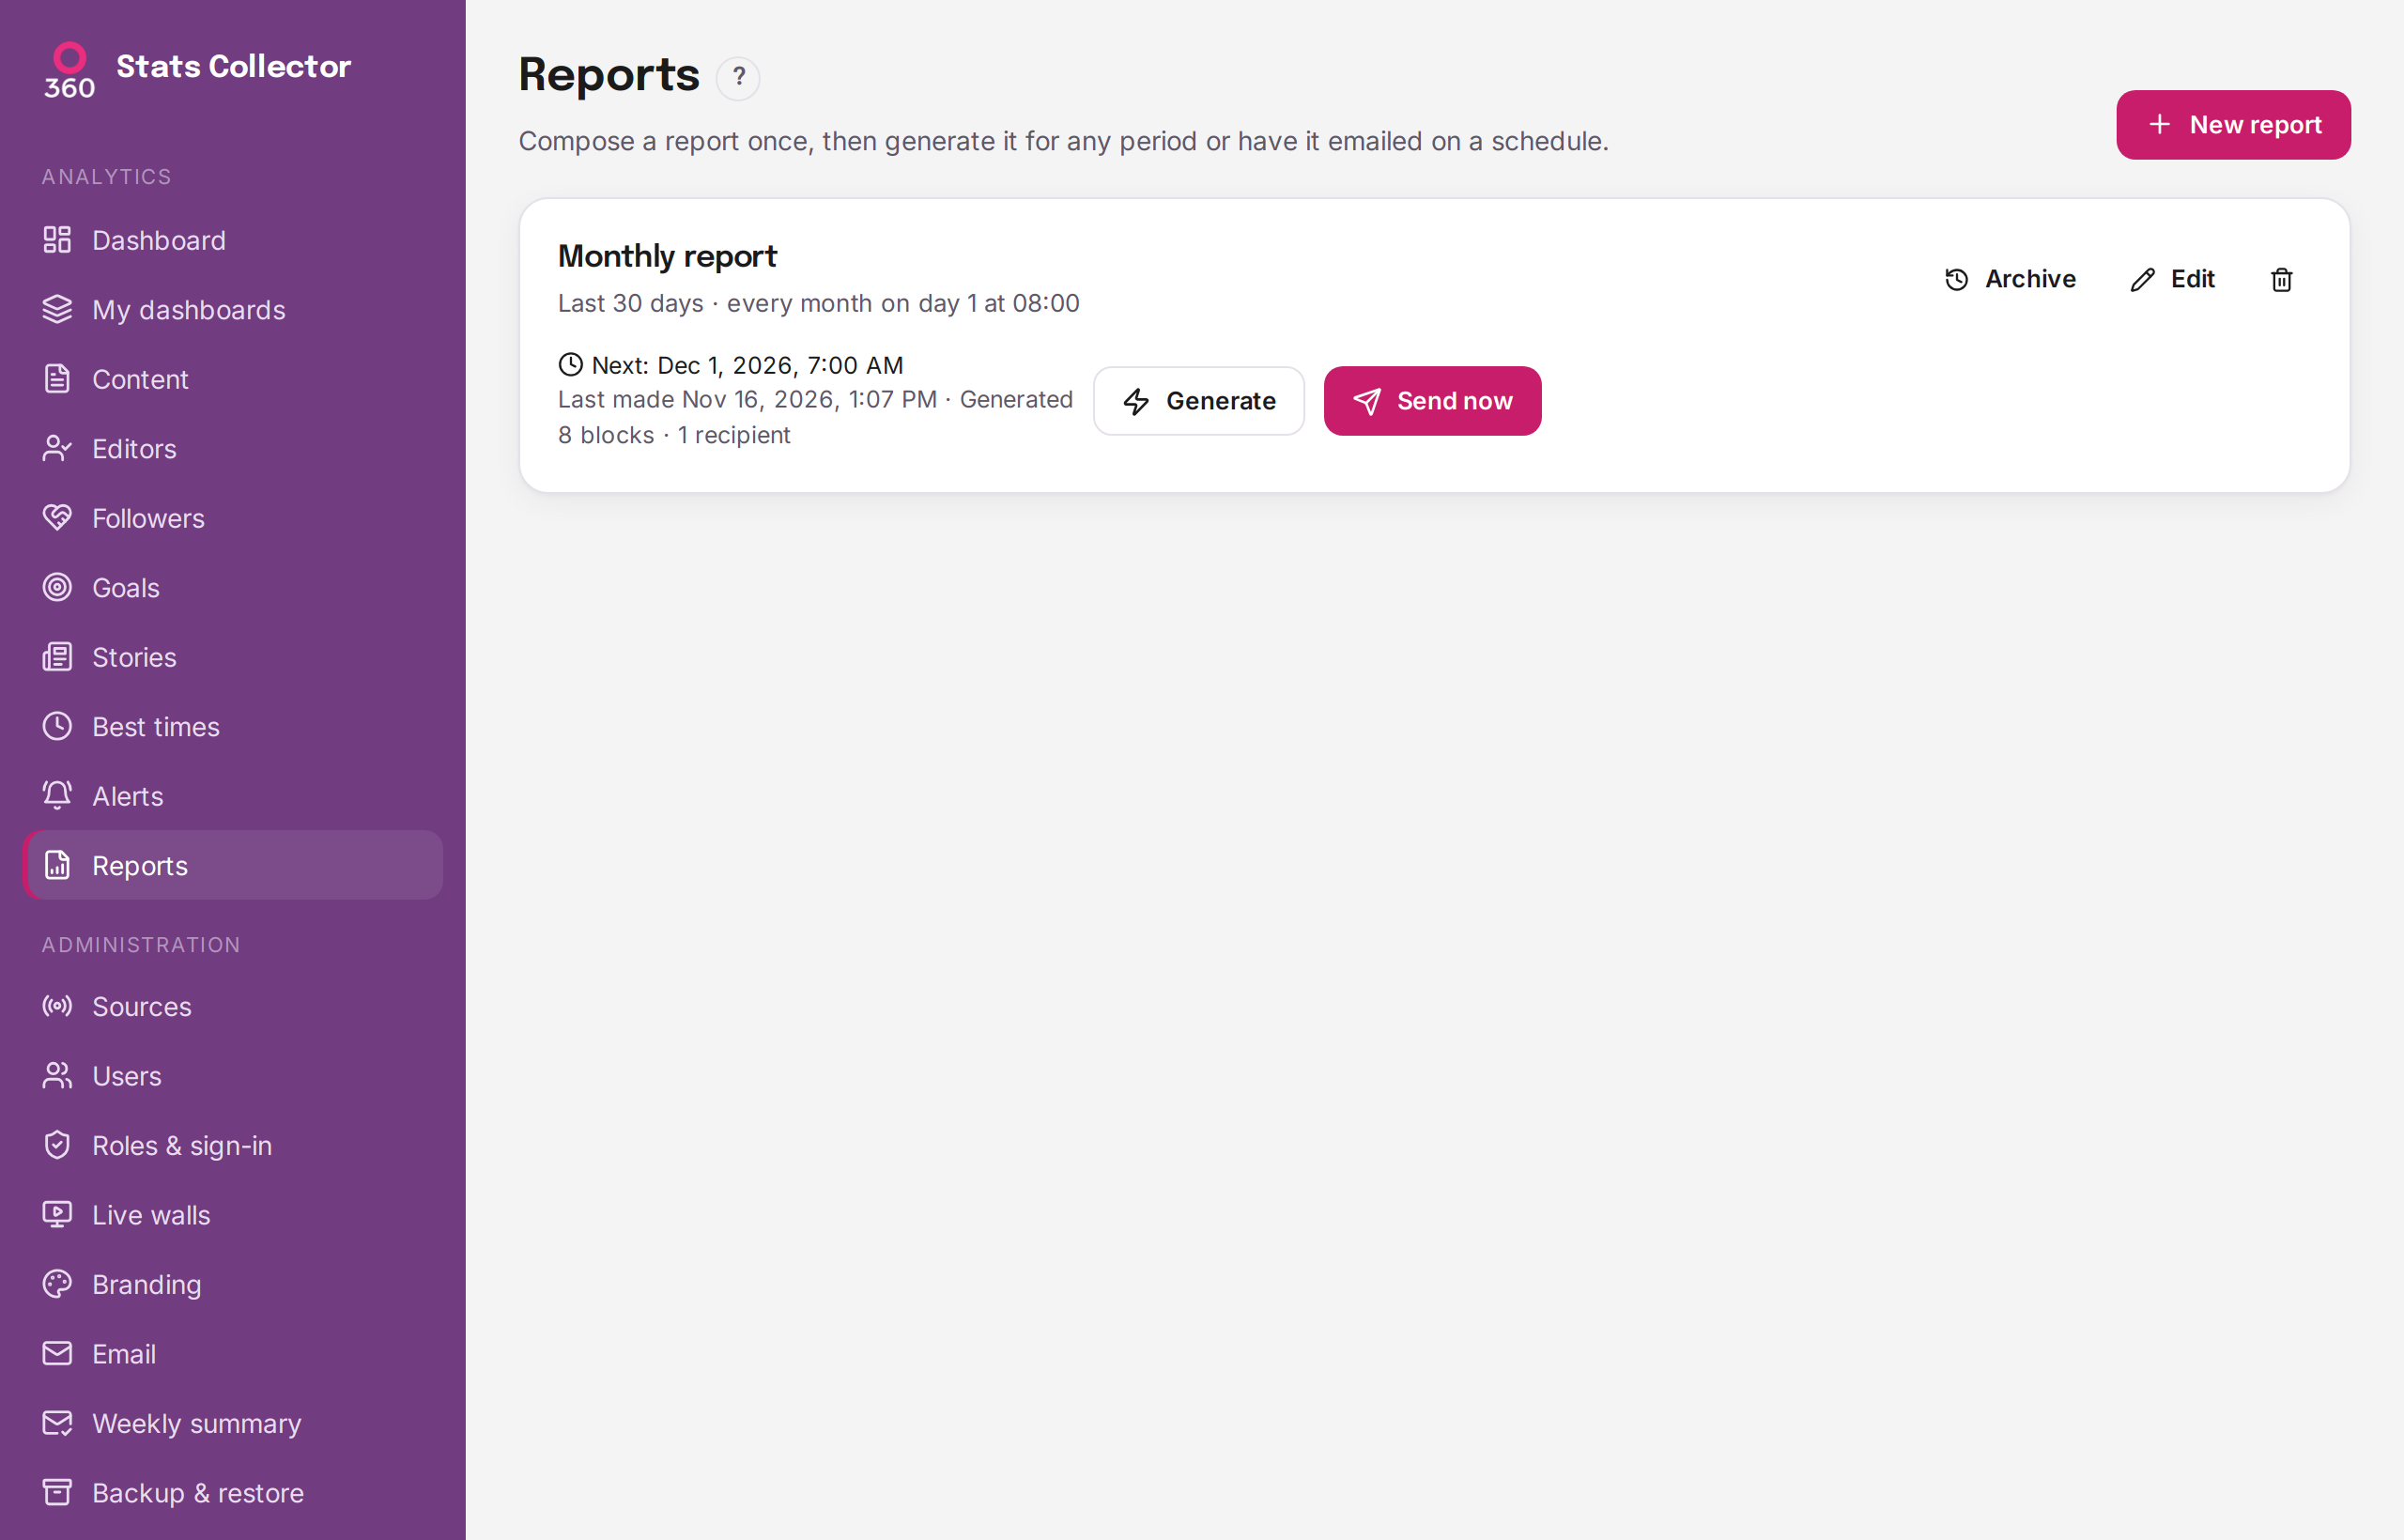 360
Stats Collector
ANALYTICS
Dashboard
My dashboards
Content
Editors
Followers
Goals
Stories
Best times
Alerts
Reports
ADMINISTRATION
Sources
Users
Roles & sign-in
Live walls
Branding
Email
Weekly summary
Backup & restore
Reports ?
Compose a report once, then generate it for any period or have it emailed on a schedule.
New report
Monthly report
Last 30 days · every month on day 1 at 08:00
Archive
Edit
Next: Dec 1, 2026, 7:00 AM
Last made Nov 16, 2026, 1:07 PM · Generated
8 blocks · 1 recipient
Generate
Send now